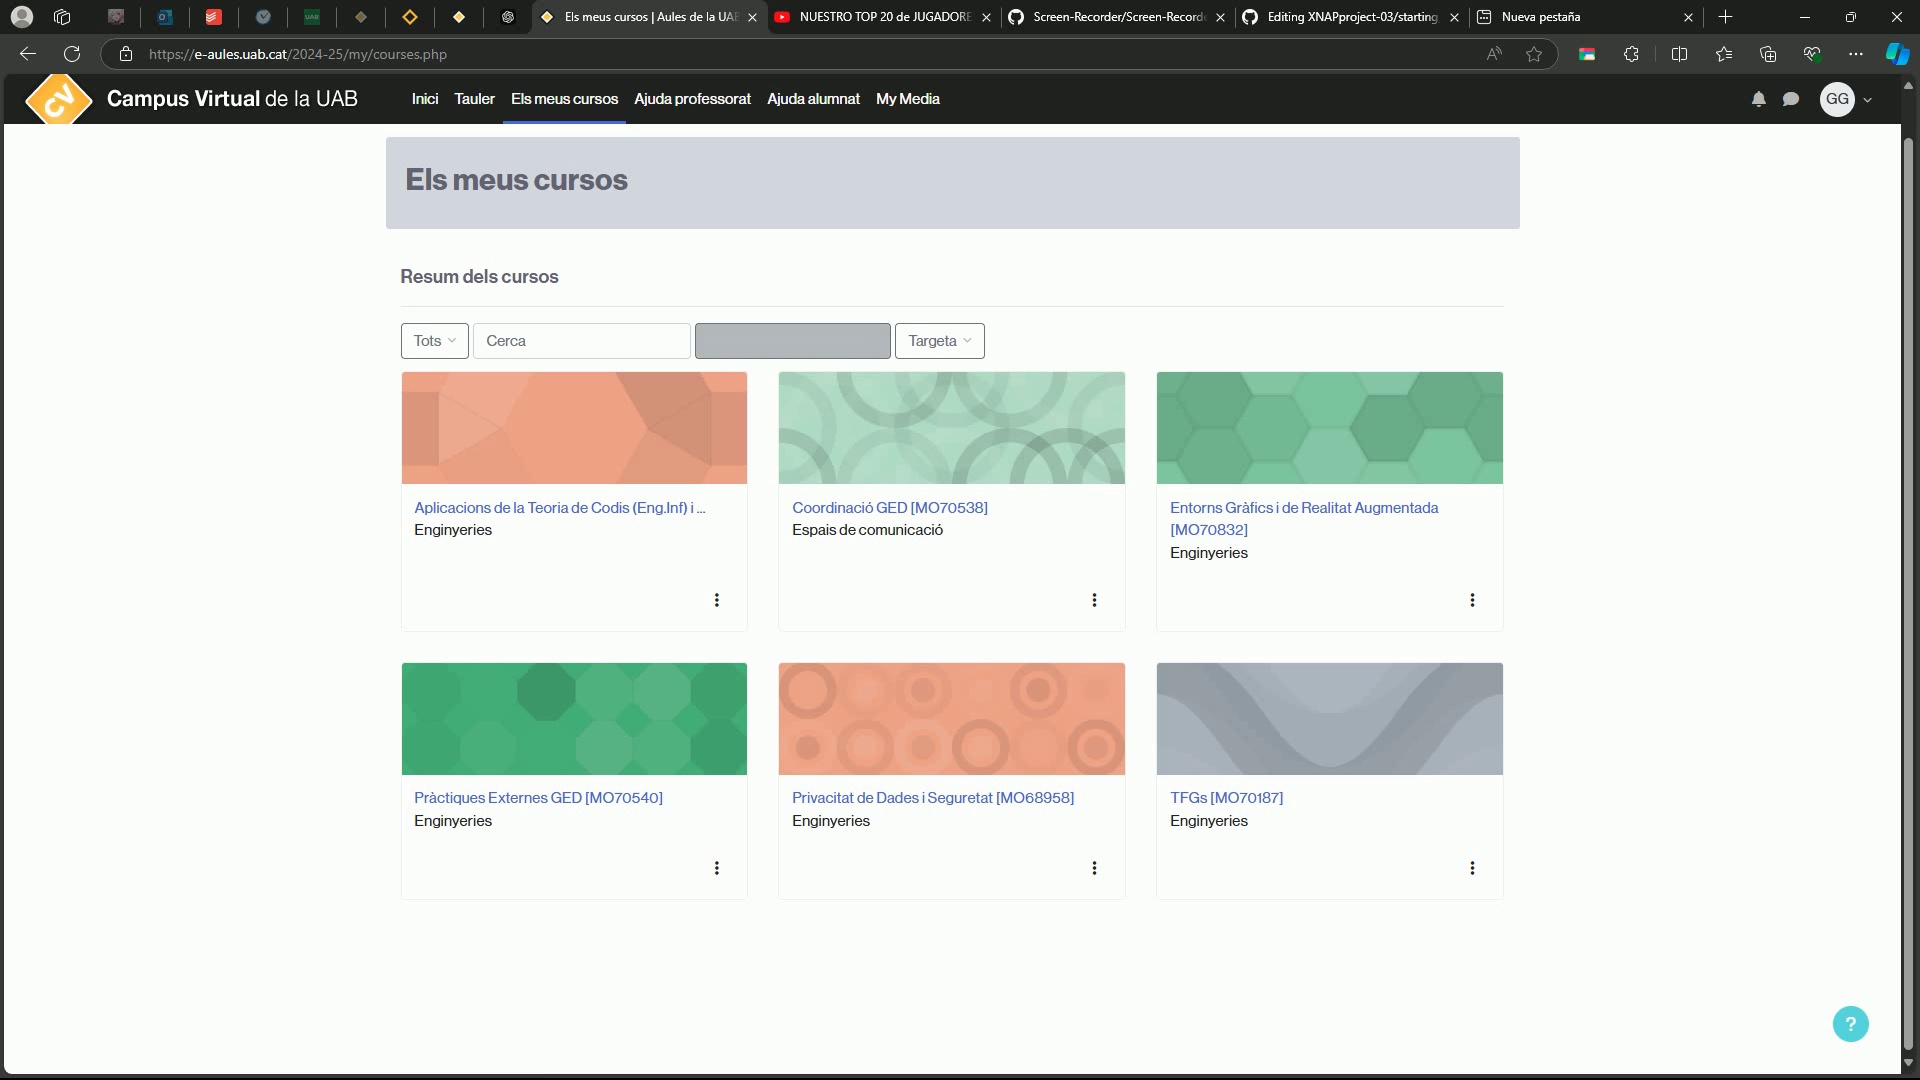 Els meus cursos | Aules de la UAB
NUESTRO TOP 20 de JUGADORE
Screen-Recorder/Screen-Recorde
Editing XNAPproject-03/starting
Nueva pestaña
https://e-aules.uab.cat/2024-25/my/courses.php
CV
Campus Virtual de la UAB
Inici
Tauler
Els meus cursos
Ajuda professorat
Ajuda alumnat
My Media
GG
Els meus cursos
Resum dels cursos
Tots
Cerca
Targeta
Aplicacions de la Teoria de Codis (Eng.Inf) i ...
Enginyeries
Coordinació GED [MO70538]
Espais de comunicació
Entorns Gràfics i de Realitat Augmentada
[MO70832]
Enginyeries
Pràctiques Externes GED [MO70540]
Enginyeries
Privacitat de Dades i Seguretat [MO68958]
Enginyeries
TFGs [MO70187]
Enginyeries
?